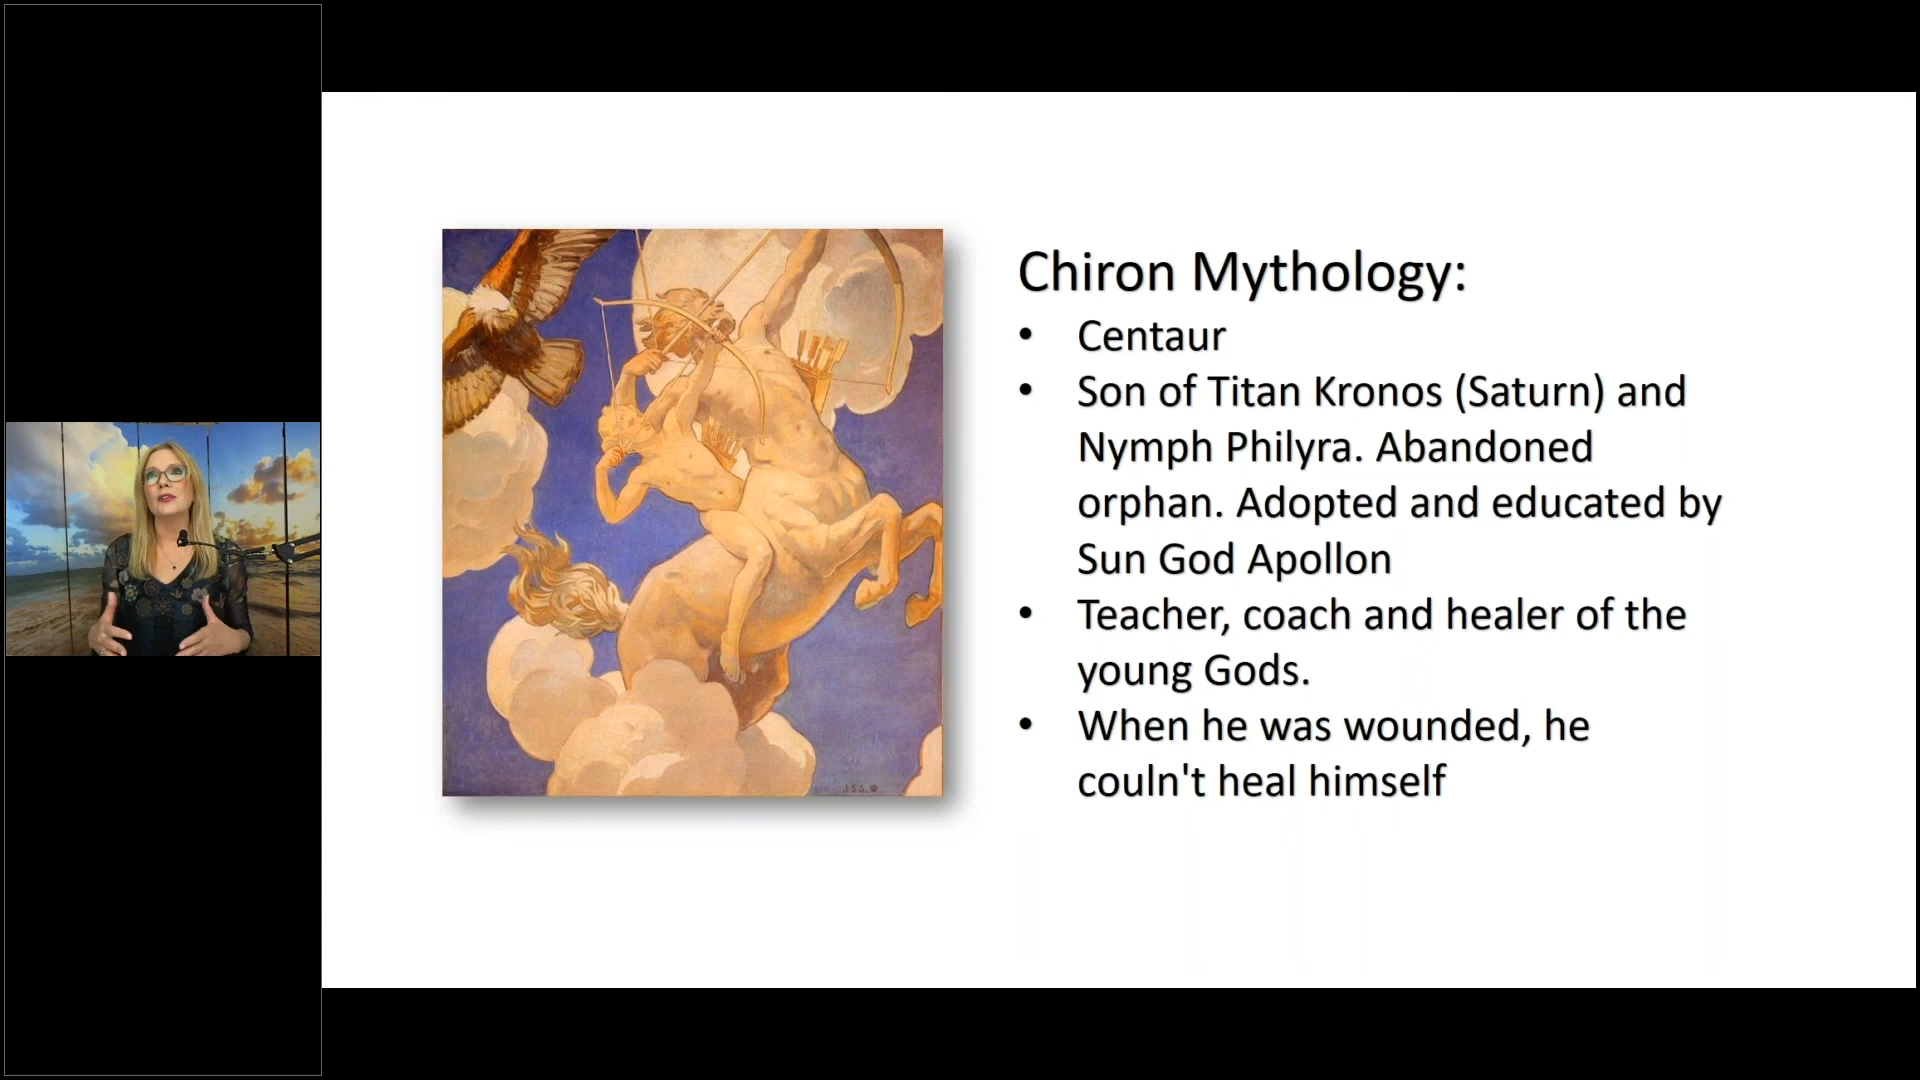 Chiron Mythology:
• Centaur
• Son of Titan Kronos (Saturn) and
Nymph Philyra. Abandoned
orphan. Adopted and educated by
Sun God Apollon
• Teacher, coach and healer of the
young Gods.
• When he was wounded, he
couln't heal himself